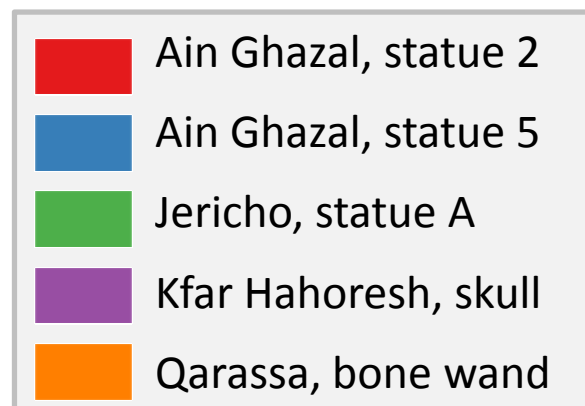 Ain Ghazal, statue 2
Ain Ghazal, statue 5
Jericho, statue A
Kfar Hahoresh, skull
Qarassa, bone wand